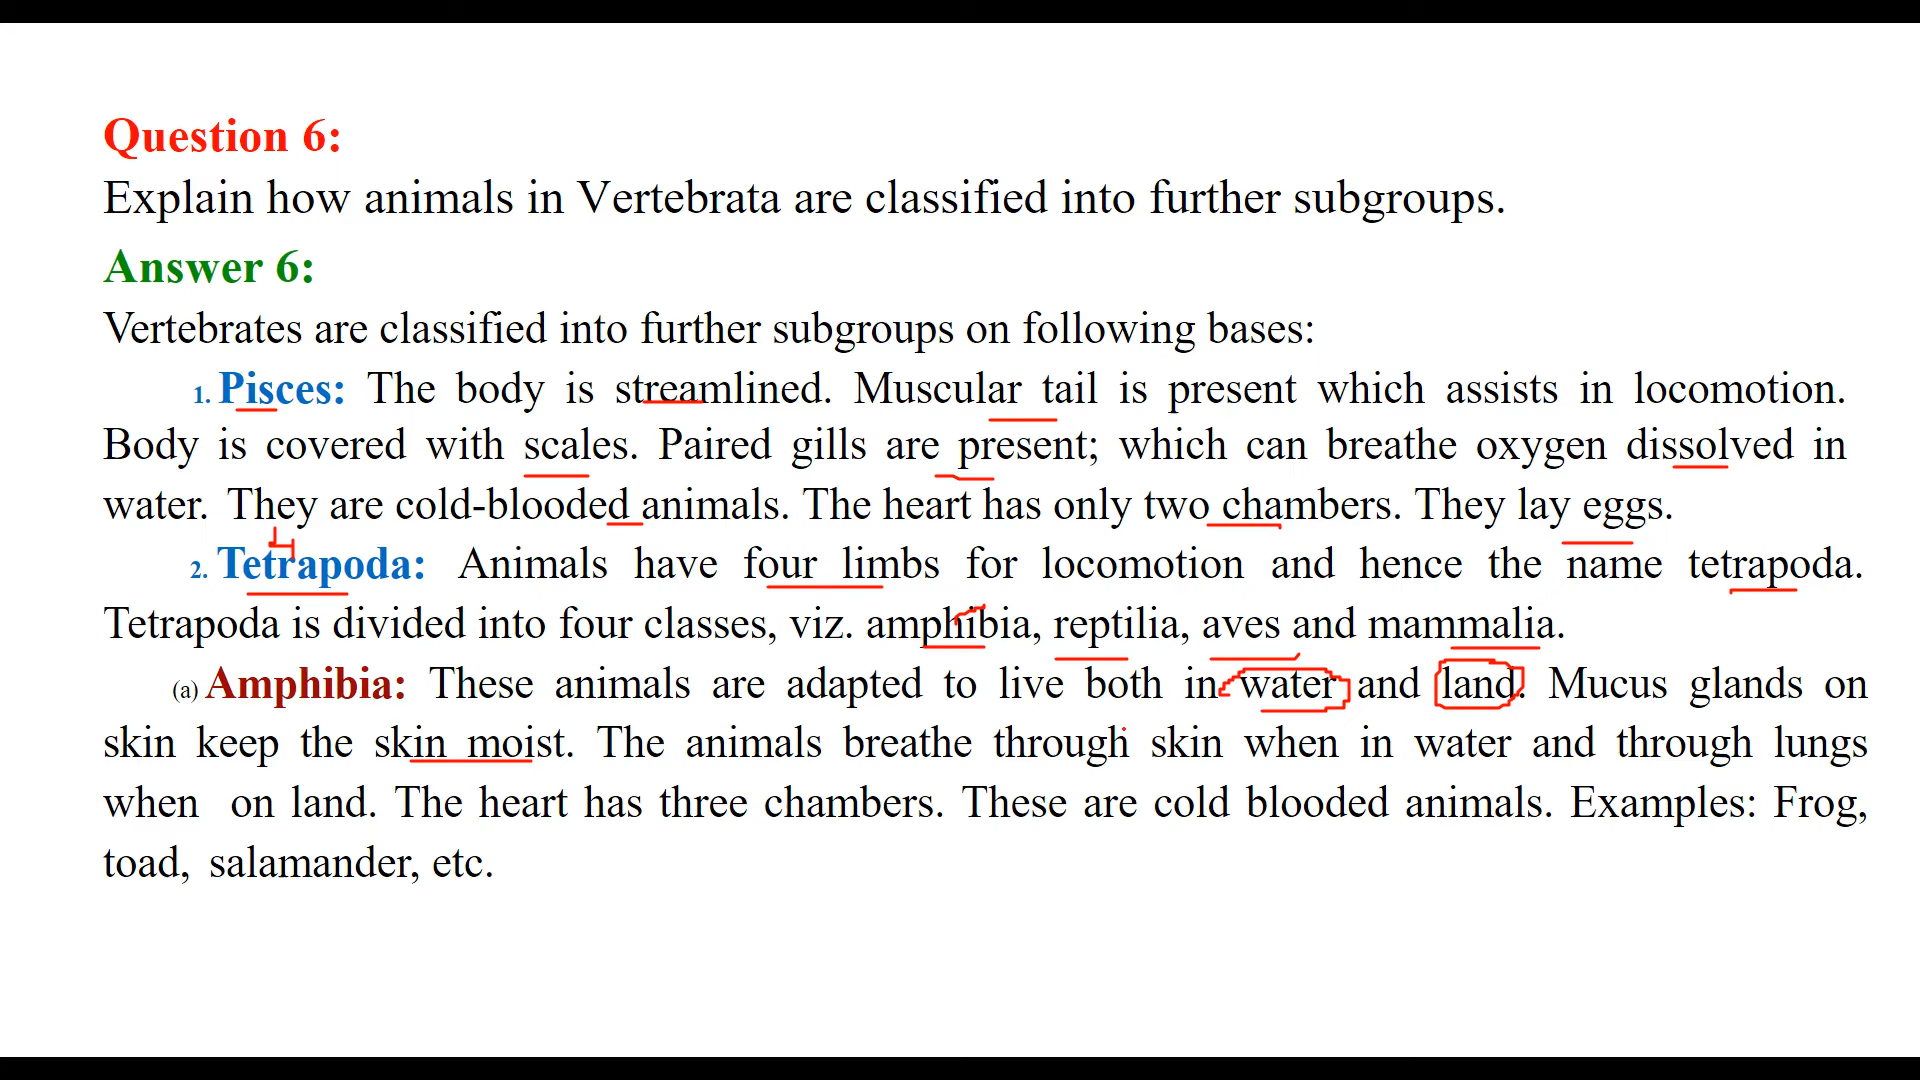 Question 6:
Explain how animals in Vertebrata are classified into further subgroups.
Answer 6:
Vertebrates are classified into further subgroups on following bases:
1. Pisces: The body is streamlined. Muscular tail is present which assists in locomotion.
Body is covered with scales. Paired gills are present; which can breathe oxygen dissolved in
water. They are cold-blooded animals. The heart has only two chambers. They lay eggs.
4
2. Tetrapoda: Animals have four limbs for locomotion and hence the name tetrapoda.
Tetrapoda is divided into four classes, viz. amphibia, reptilia, aves and mammalia.
(a) Amphibia: These animals are adapted to live both in water and land. Mucus glands on
skin keep the skin moist. The animals breathe through skin when in water and through lungs
when on land. The heart has three chambers. These are cold blooded animals. Examples: Frog,
toad, salamander, etc.